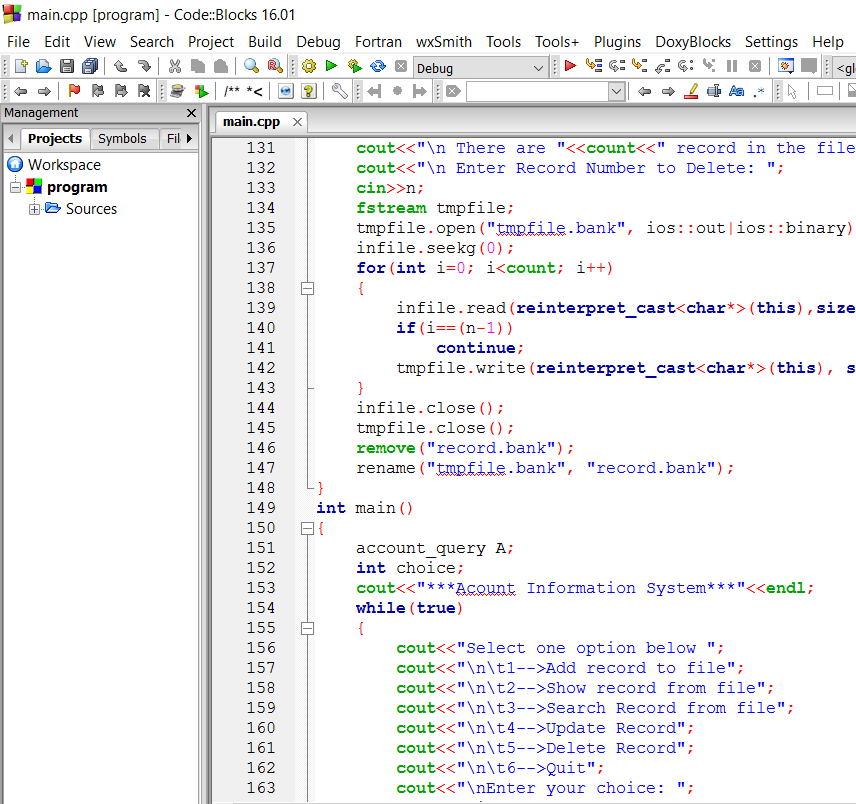 main.cpp [program] - Code::Blocks 16.01
File Edit View Search Project Build Debug Fortran wxSmith Tools Tools+ Plugins DoxyBlocks Settings Help
Debug <glo
/** *<
Management
Projects Symbols Fil
main.cpp
Workspace
program
Sources
131 cout<<"\n There are "<<count<<" record in the file
132 cout<<"\n Enter Record Number to Delete: ";
133 cin>>n;
134 fstream tmpfile;
135 tmpfile.open("tmpfile.bank", ios::out|ios::binary)
136 infile.seekg(0);
137 for(int i=0; i<count; i++)
138 {
139 infile.read(reinterpret_cast<char*>(this),size
140 if(i==(n-1))
141 continue;
142 tmpfile.write(reinterpret_cast<char*>(this), s
143 }
144 infile.close();
145 tmpfile.close();
146 remove("record.bank");
147 rename("tmpfile.bank", "record.bank");
148 }
149 int main()
150 {
151 account_query A;
152 int choice;
153 cout<<"***Acount Information System***"<<endl;
154 while(true)
155 {
156 cout<<"Select one option below ";
157 cout<<"\n\t1-->Add record to file";
158 cout<<"\n\t2-->Show record from file";
159 cout<<"\n\t3-->Search Record from file";
160 cout<<"\n\t4-->Update Record";
161 cout<<"\n\t5-->Delete Record";
162 cout<<"\n\t6-->Quit";
163 cout<<"\nEnter your choice: ";